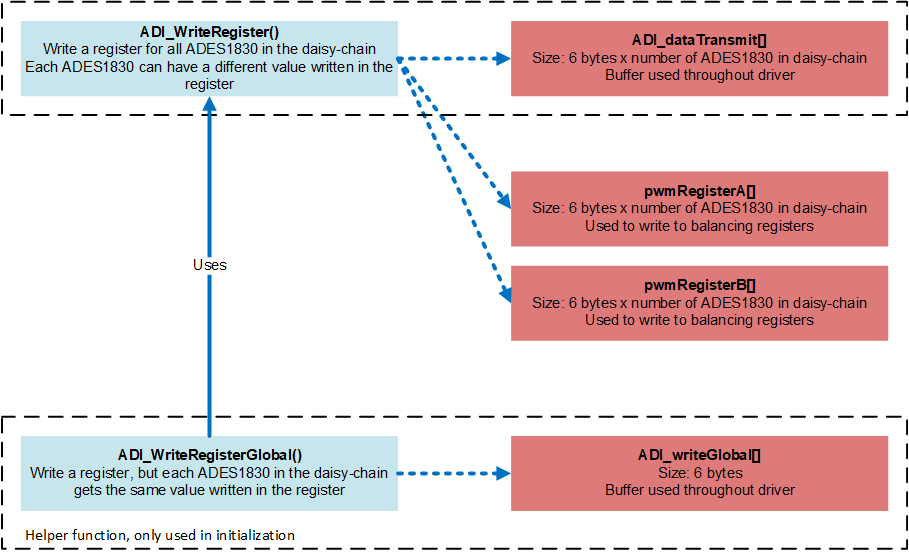 ADI_WriteRegister()
Write a register for all ADES1830 in the daisy-chain
Each ADES1830 can have a different value written in the
register
ADI_dataTransmit[]
Size: 6 bytes x number of ADES1830 in daisy-chain
Buffer used throughout driver
pwmRegisterA[]
Size: 6 bytes x number of ADES1830 in daisy-chain
Used to write to balancing registers
Uses
pwmRegisterB[]
Size: 6 bytes x number of ADES1830 in daisy-chain
Used to write to balancing registers
ADI_WriteRegisterGlobal()
Write a register, but each ADES1830 in the daisy-chain
gets the same value written in the register
ADI_writeGlobal[]
Size: 6 bytes
Buffer used throughout driver
Helper function, only used in initialization